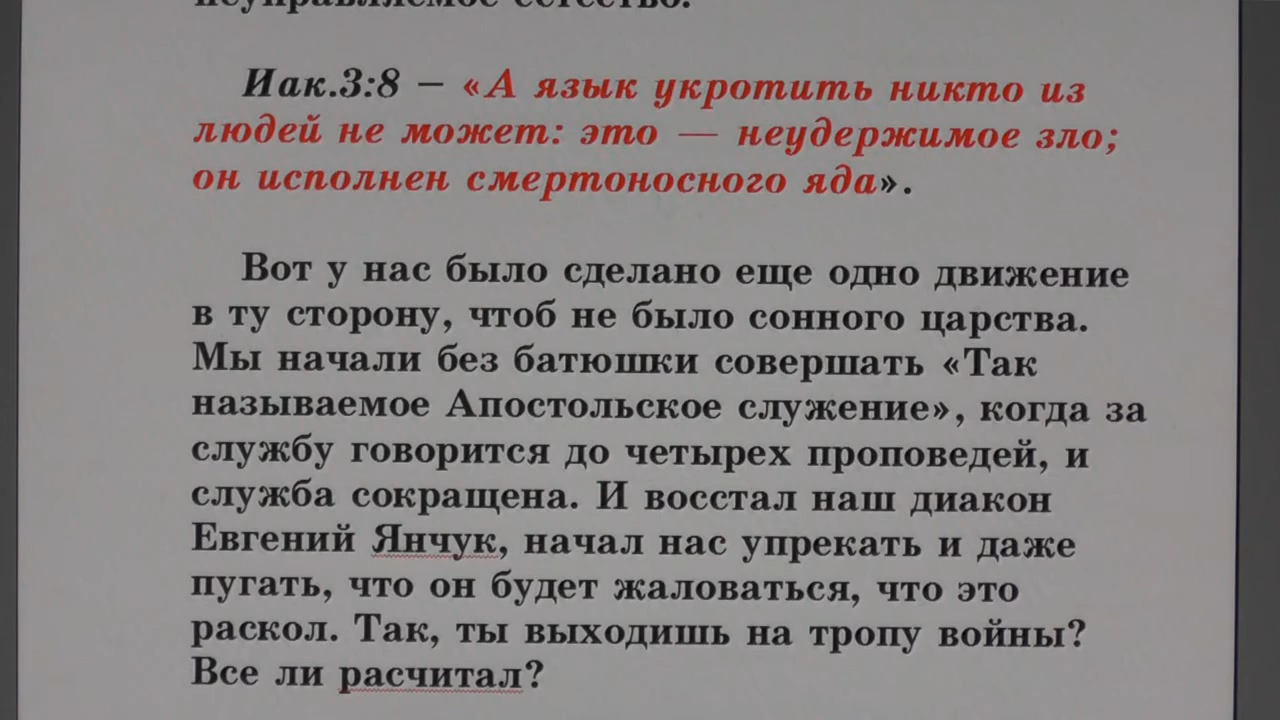 неуправляемое естество.
Иак.3:8 – «А язык укротить никто из
людей не может: это — неудержимое зло;
он исполнен смертоносного яда».
Вот у нас было сделано еще одно движение
в ту сторону, чтоб не было сонного царства.
Мы начали без батюшки совершать «Так
называемое Апостольское служение», когда за
службу говорится до четырех проповедей, и
служба сокращена. И восстал наш диакон
Евгений Янчук, начал нас упрекать и даже
пугать, что он будет жаловаться, что это
раскол. Так, ты выходишь на тропу войны?
Все ли расчитал?